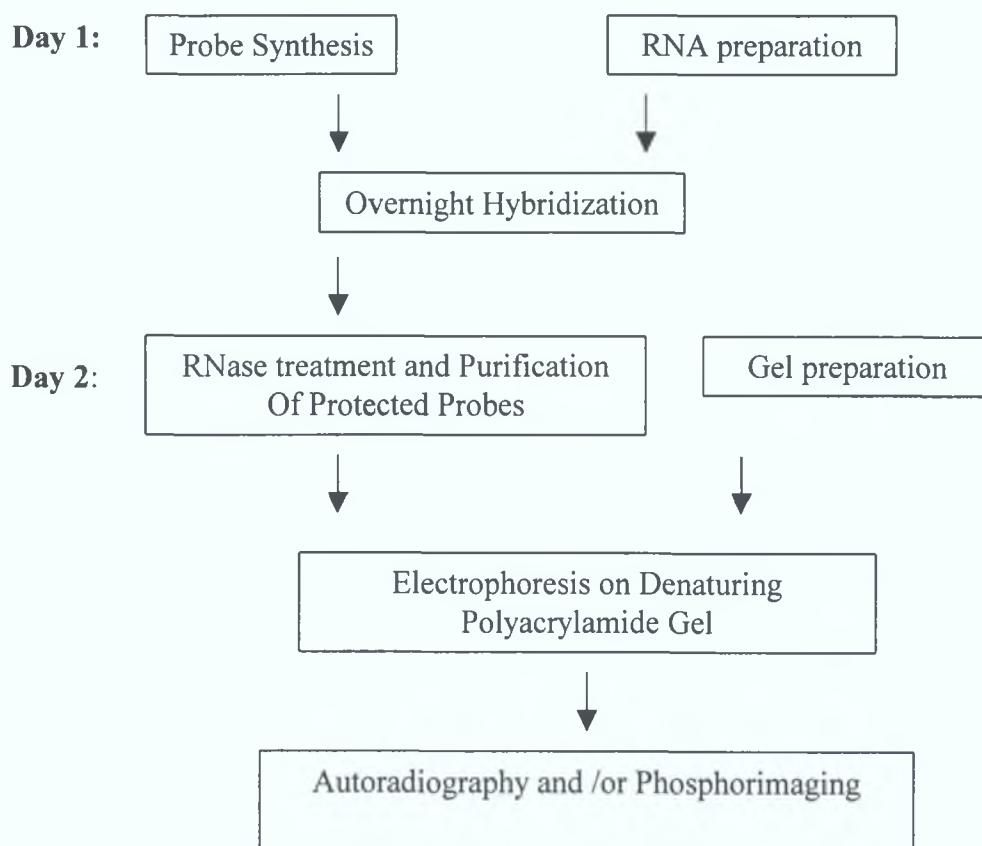 Day 1:
Probe Synthesis
RNA preparation
Overnight Hybridization
Day 2:
RNase treatment and Purification
Of Protected Probes
Gel preparation
Electrophoresis on Denaturing
Polyacrylamide Gel
Autoradiography and /or Phosphorimaging